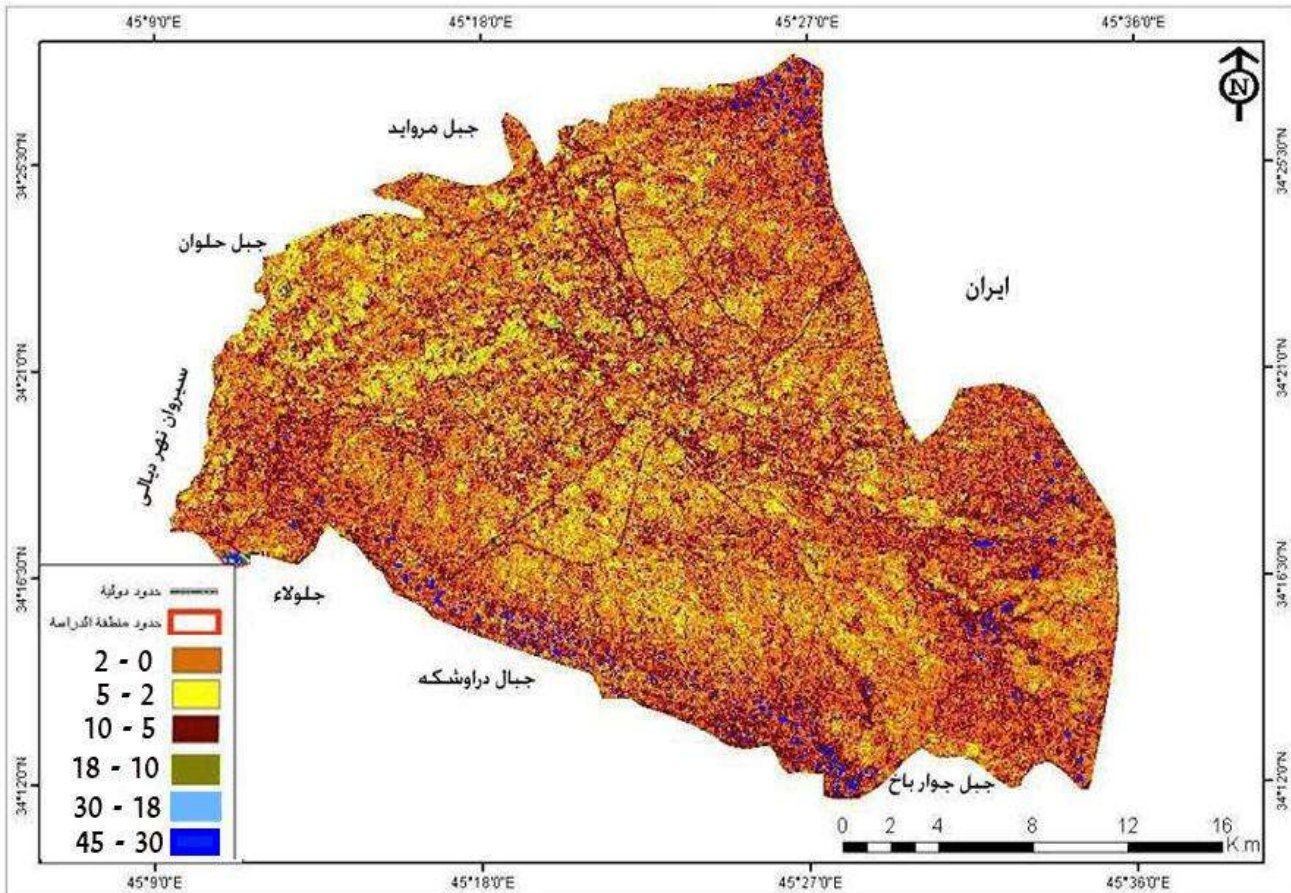 45°9'0"E 45°18'0"E 45°27'0"E 45°36'0"E
N
جبل مروايد
34°25'30"N 34°25'30"N
جبل حلوان
ايران
34°21'0"N 34°21'0"N
سيروان نهر ديالى
34°16'30"N 34°16'30"N
جلولاء
جبال دراوشكه
جبل جوار باخ
34°12'0"N 34°12'0"N
حدود دولية
حدود منطقة الدراسة
2 - 0
5 - 2
10 - 5
18 - 10
30 - 18
45 - 30
0 2 4 8 12 16
K.m
45°9'0"E 45°18'0"E 45°27'0"E 45°36'0"E